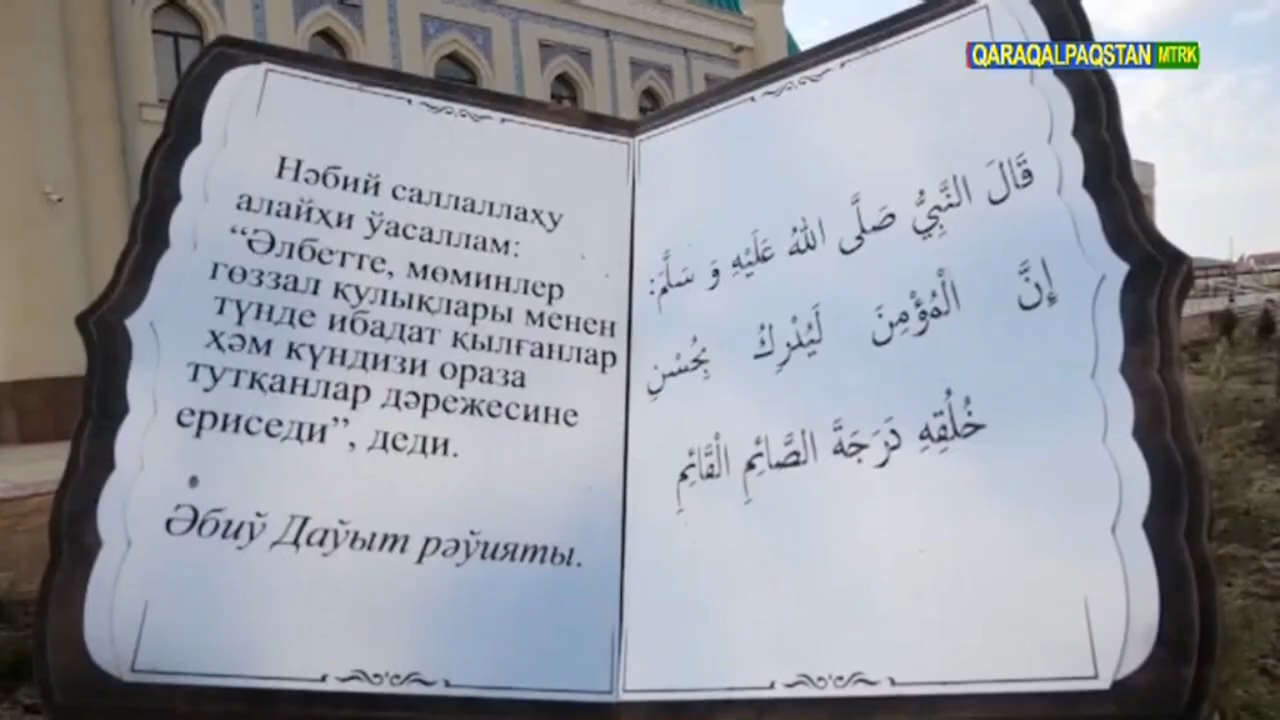 QARAQALPAQSTAN MTRK
Нәбий саллаллаҳу
алайҳи ўасаллам:
“Әлбетте, мөминлер
гөззал қулықлары менен
түнде ибадат қылғанлар
ҳәм күндизи ораза
тутқанлар дәрежесине
ериседи”, деди.
Әбиў Даўыт рәўияты.
قَالَ النَّبِيُّ صَلَّى اللهُ عَلَيْهِ وَ سَلَّمَ:
إِنَّ الْمُؤْمِنَ لَيُدْرِكُ بِحُسْنِ
خُلُقِهِ دَرَجَةَ الصَّائِمِ الْقَائِمِ